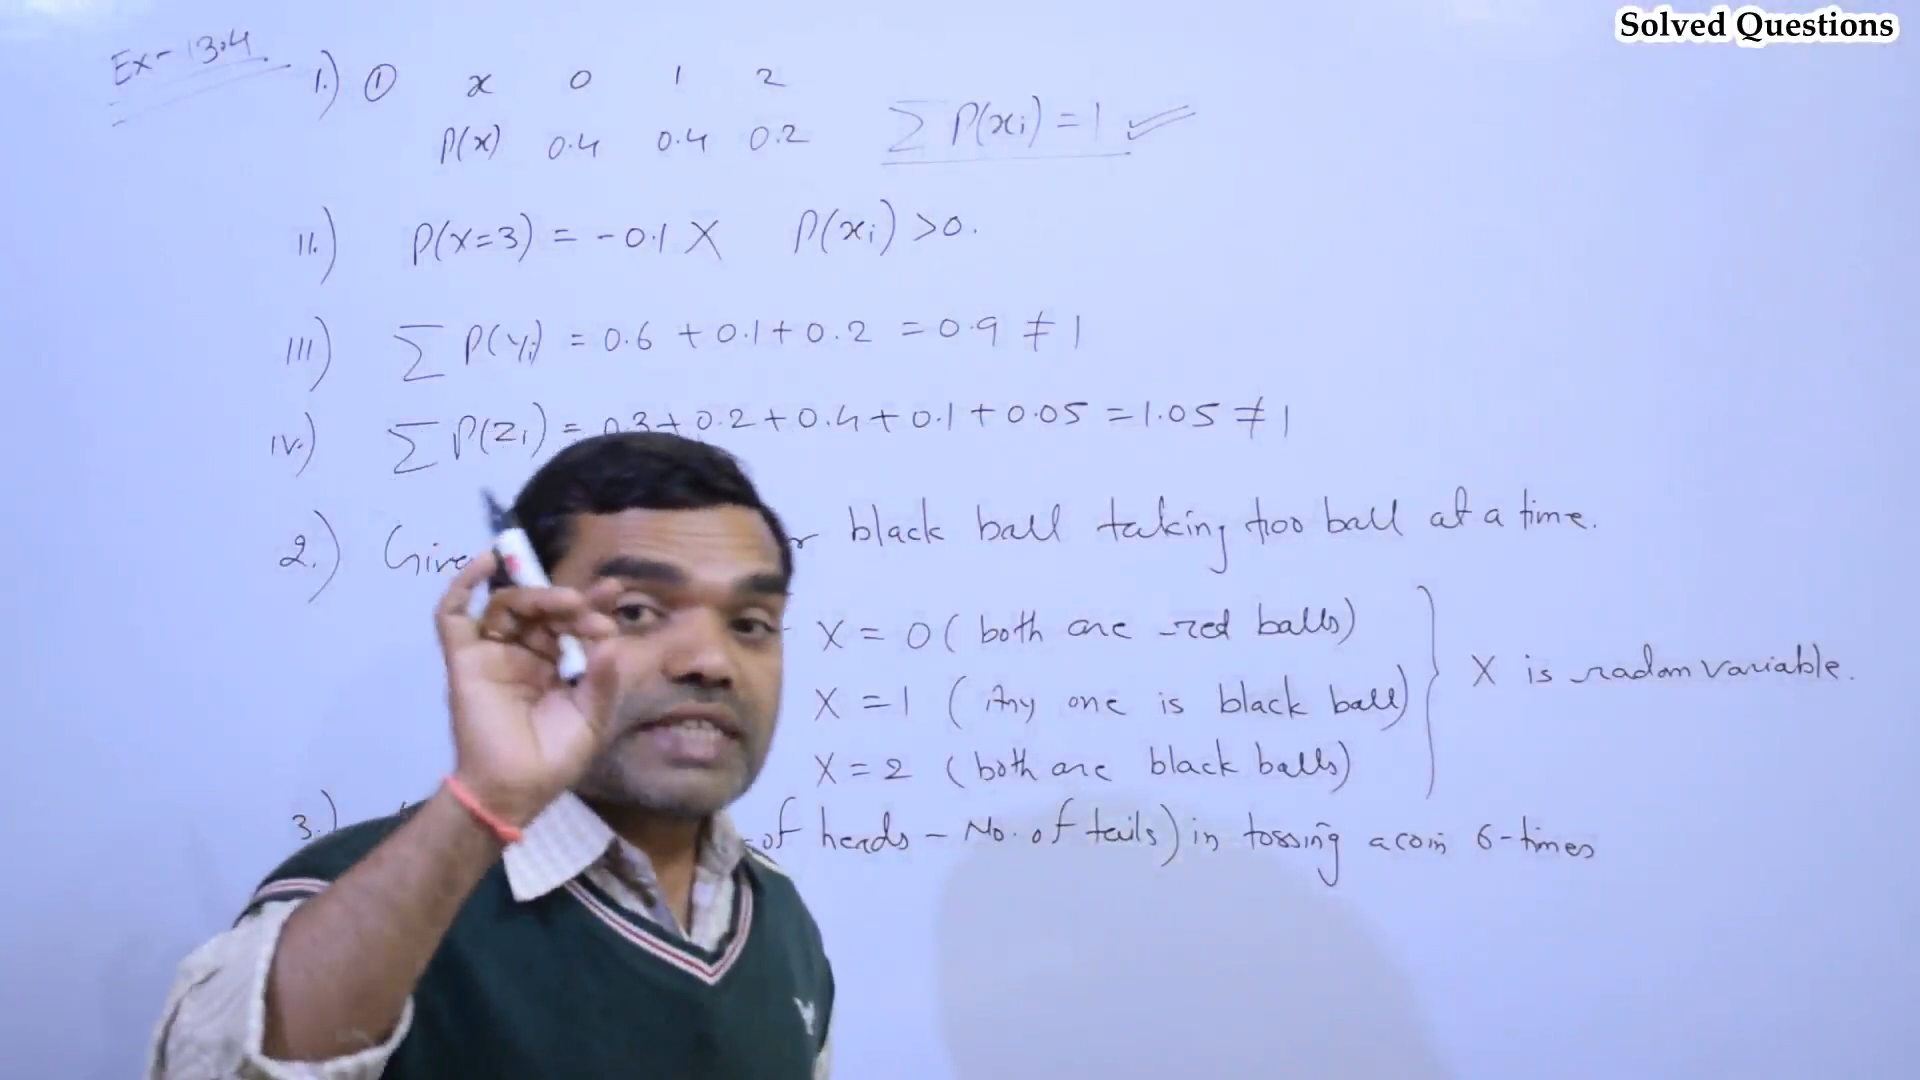 Solved Questions
Ex-13.4
1.) ① x 0 1 2
P(x) 0.4 0.4 0.2
∑ P(xi) = 1
II.) P(x=3) = -0.1 X P(xi) >0.
III) ∑ P(yi) = 0.6 + 0.1 + 0.2 = 0.9 ≠ 1
IV.) ∑ P(zi) = 0.3 + 0.2 + 0.4 + 0.1 + 0.05 = 1.05 ≠ 1
2.) black ball taking two ball at a time.
X = 0 ( both are red balls)
X = 1 ( Any one is black ball)
X = 2 ( both are black balls)
X is radom variable.
3.) of heads - No. of tails) in tossing a coin 6-times